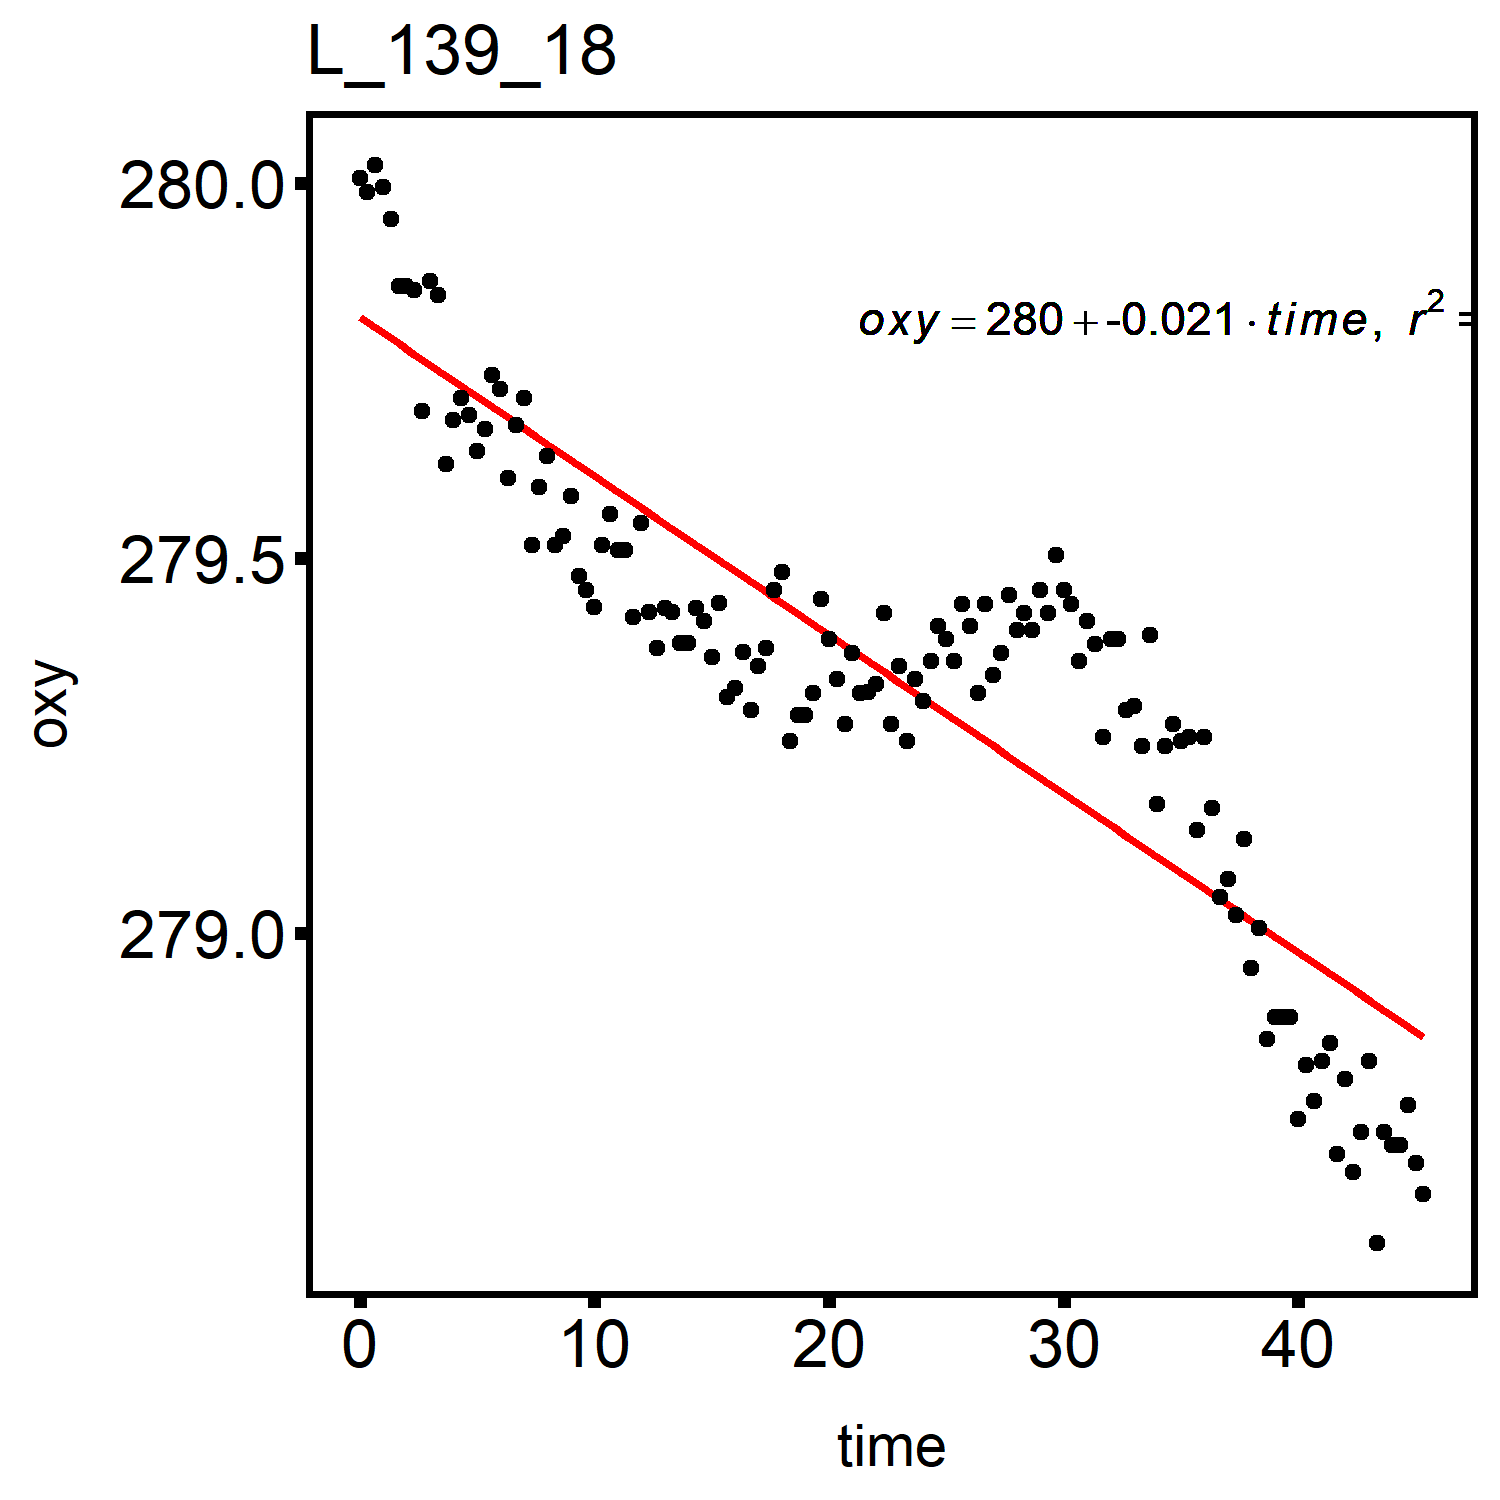 L_139_18
oxy = 280 + -0.021 · time, r² =
280.0
279.5
279.0
oxy
0 10 20 30 40
time